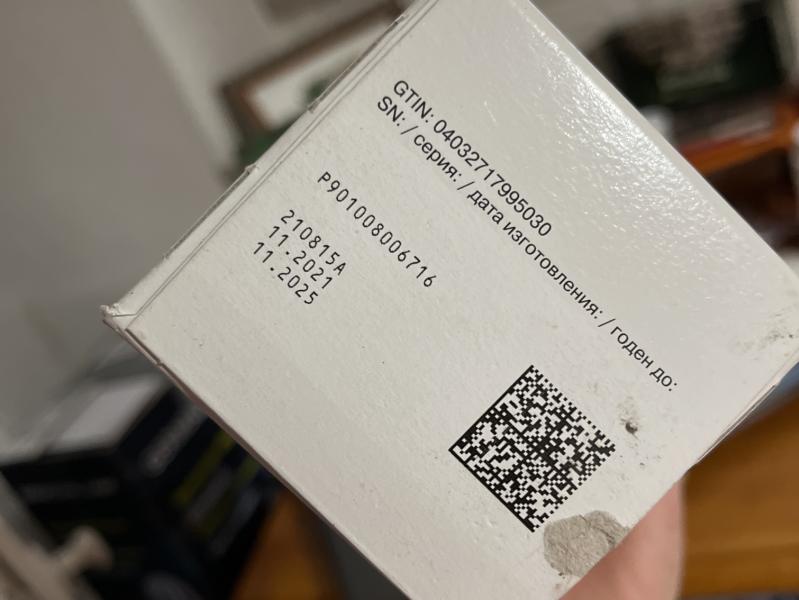 GTIN: 04032717995030
SN: / серия: / дата изготовления: / годен до:
P901008006716
210815A
11.2021
11.2025